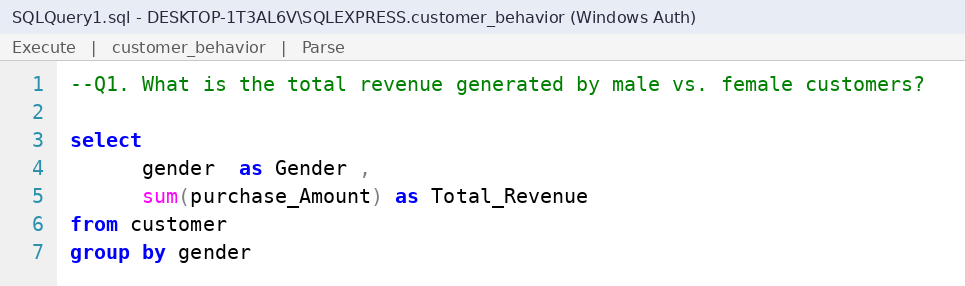 SQLQuery1.sql - DESKTOP-1T3AL6V\SQLEXPRESS.customer_behavior (Windows Auth)
Execute | customer_behavior | Parse
1 --Q1. What is the total revenue generated by male vs. female customers?
2
3 select
4 gender  as Gender ,
5 sum(purchase_Amount) as Total_Revenue
6 from customer
7 group by gender